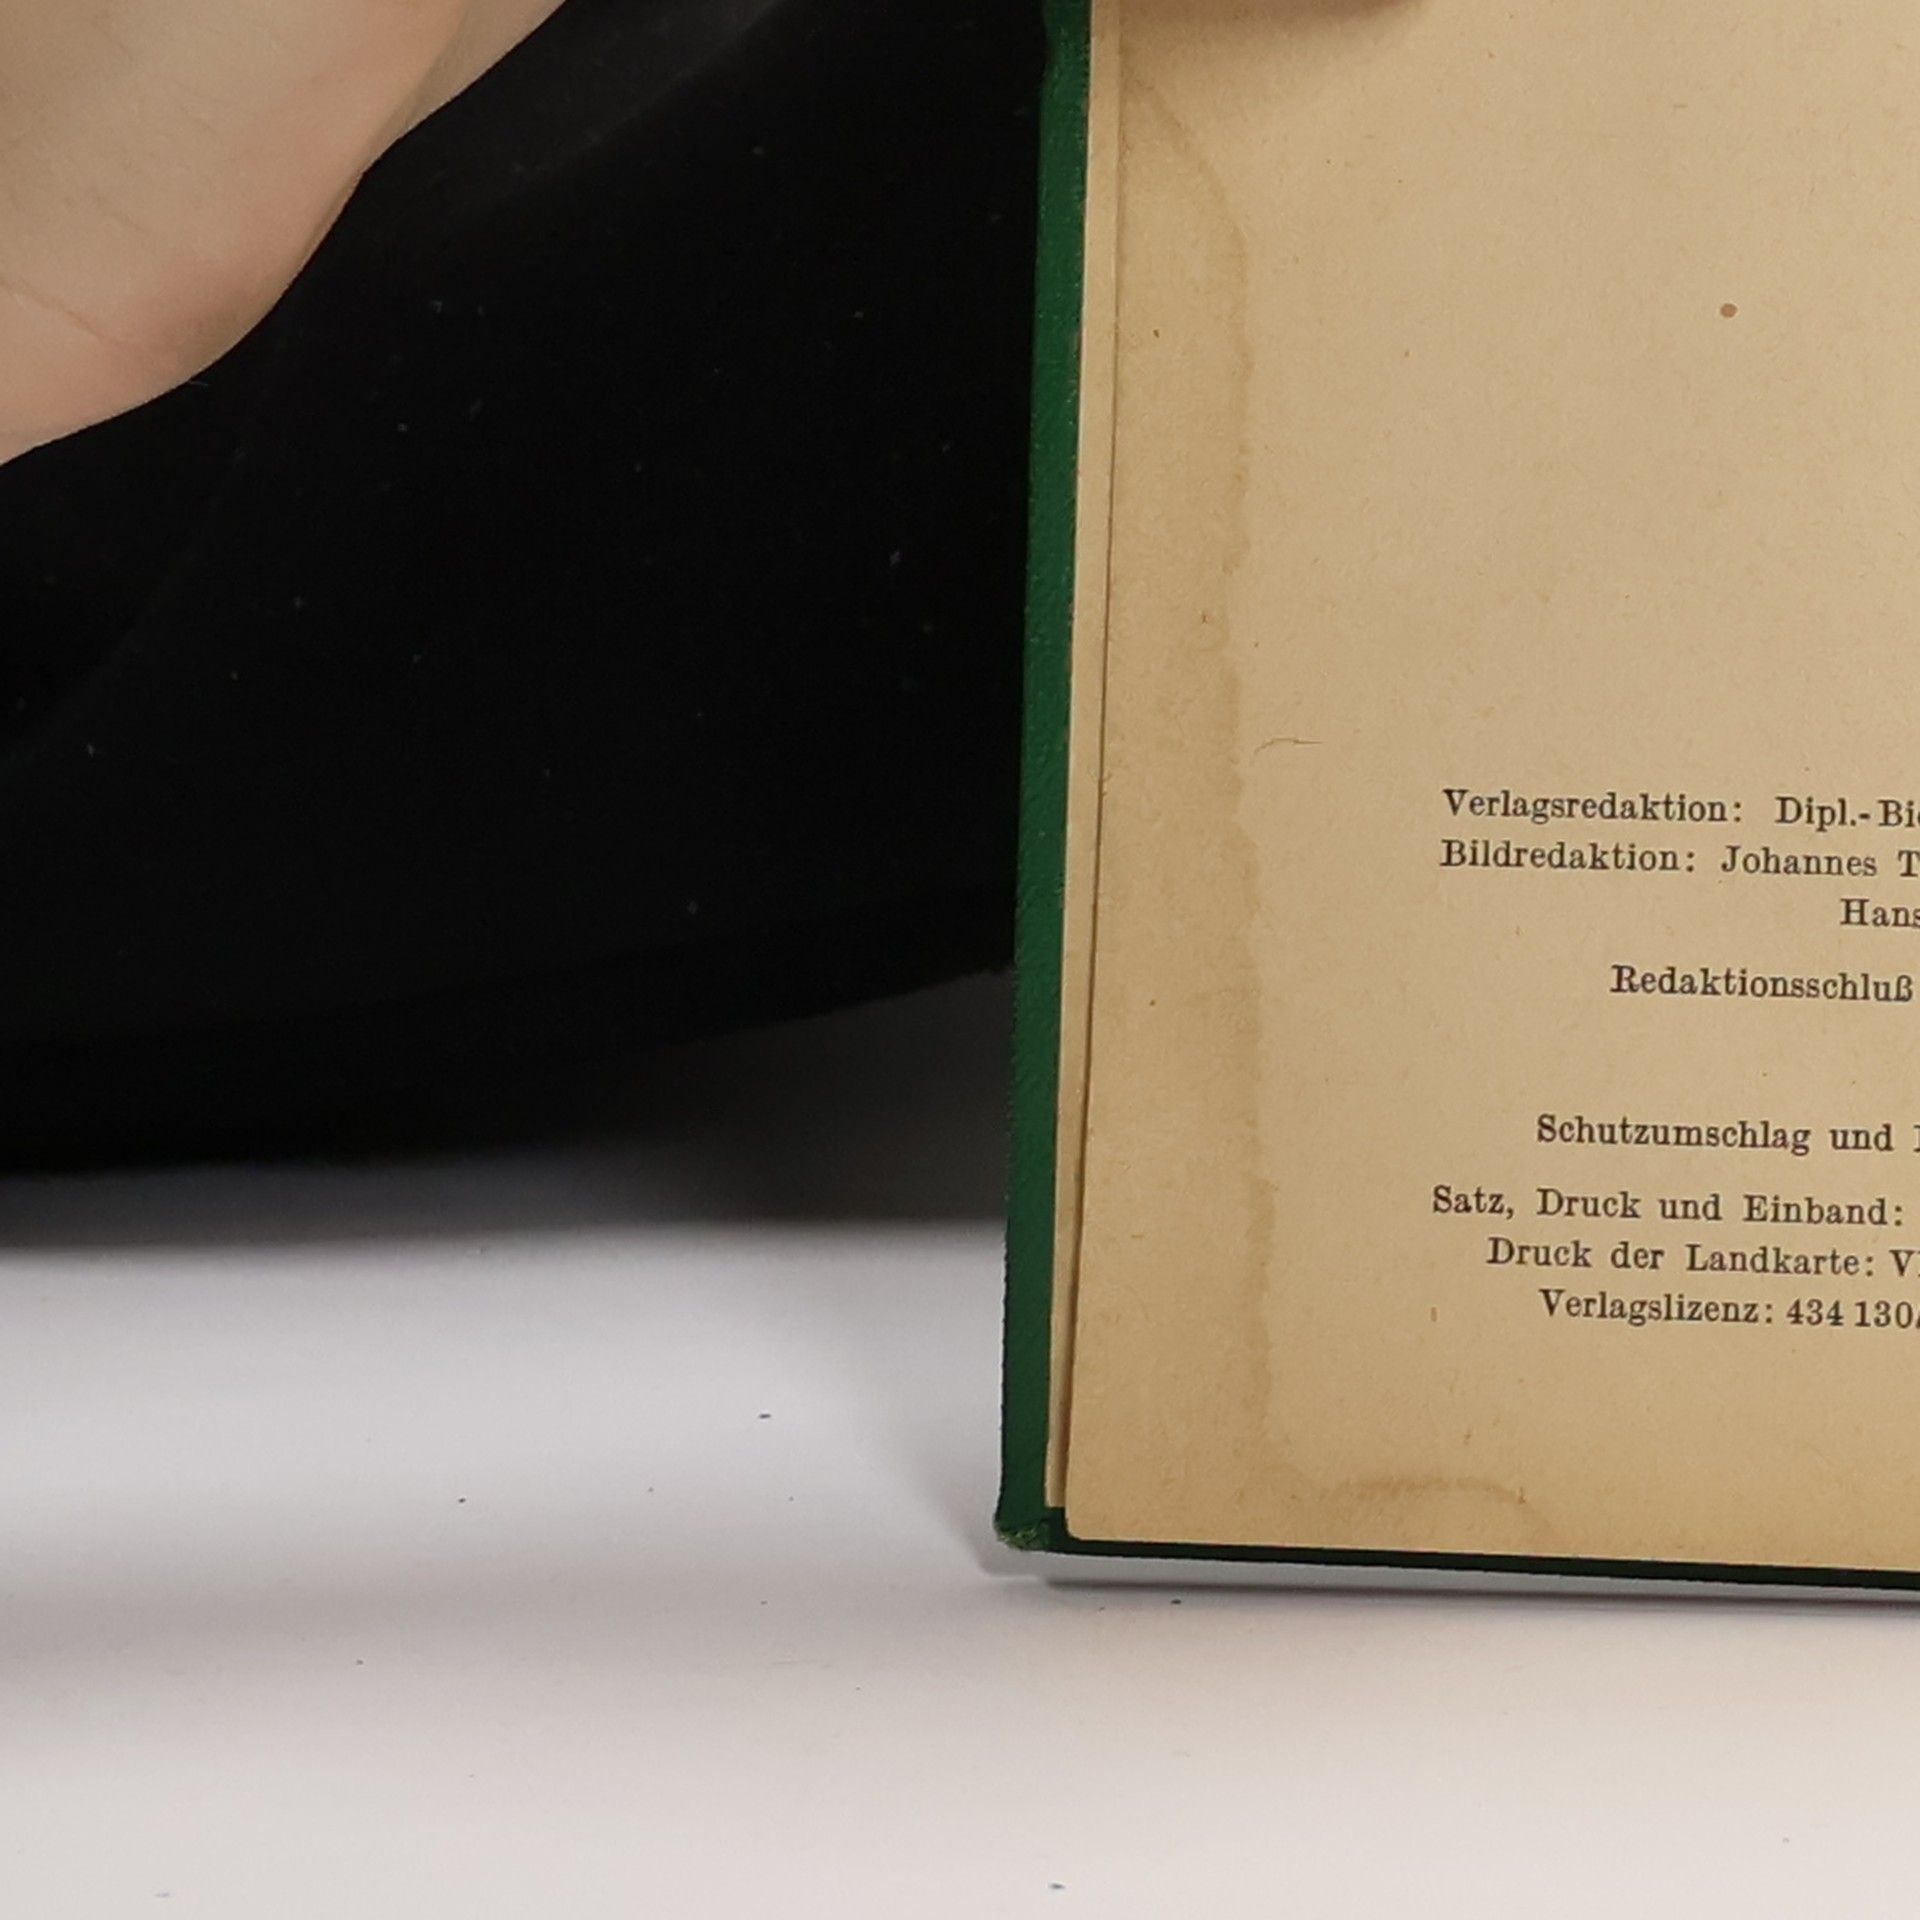 Verlagsredaktion: Dipl.-Bi
Bildredaktion: Johannes T
Hans
Redaktionsschluß
Schutzumschlag und
Satz, Druck und Einband:
Druck der Landkarte: V
Verlagslizenz: 434 130/